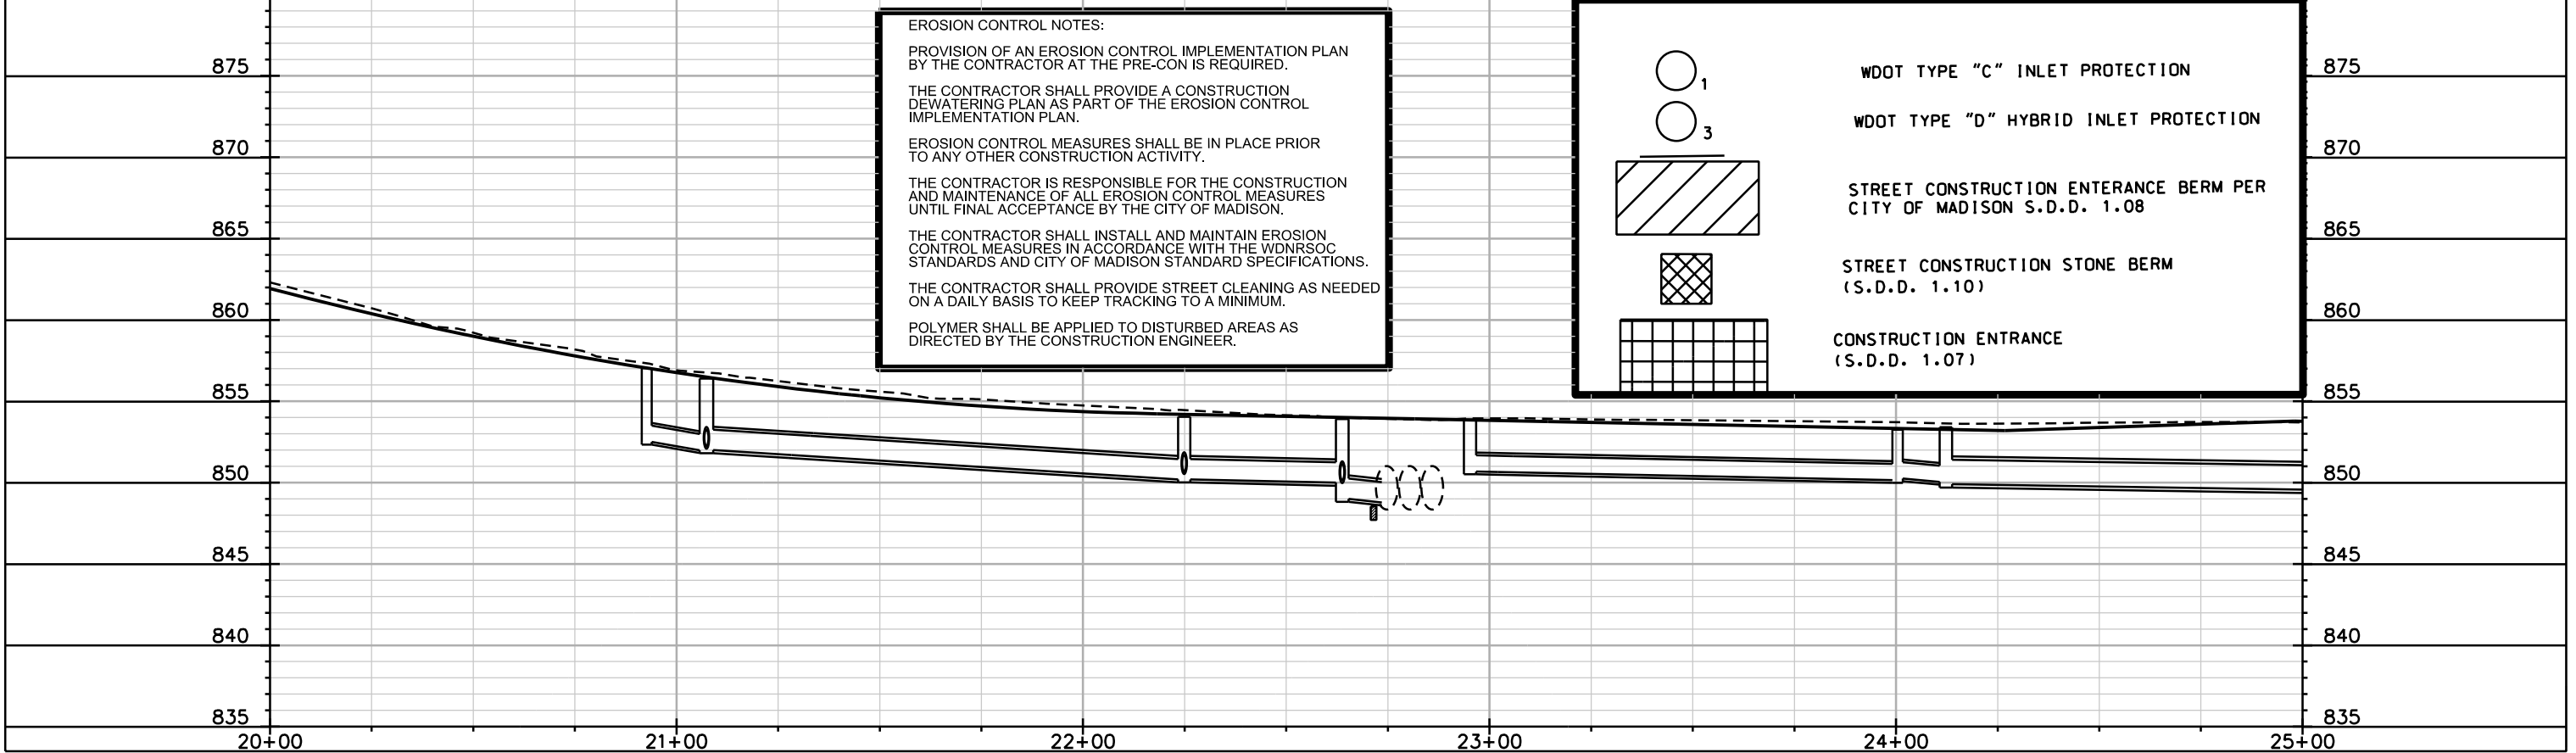 EROSION CONTROL NOTES:
PROVISION OF AN EROSION CONTROL IMPLEMENTATION PLAN
BY THE CONTRACTOR AT THE PRE-CON IS REQUIRED.
THE CONTRACTOR SHALL PROVIDE A CONSTRUCTION
DEWATERING PLAN AS PART OF THE EROSION CONTROL
IMPLEMENTATION PLAN.
EROSION CONTROL MEASURES SHALL BE IN PLACE PRIOR
TO ANY OTHER CONSTRUCTION ACTIVITY.
THE CONTRACTOR IS RESPONSIBLE FOR THE CONSTRUCTION
AND MAINTENANCE OF ALL EROSION CONTROL MEASURES
UNTIL FINAL ACCEPTANCE BY THE CITY OF MADISON.
THE CONTRACTOR SHALL INSTALL AND MAINTAIN EROSION
CONTROL MEASURES IN ACCORDANCE WITH THE WDNRSOC
STANDARDS AND CITY OF MADISON STANDARD SPECIFICATIONS.
THE CONTRACTOR SHALL PROVIDE STREET CLEANING AS NEEDED
ON A DAILY BASIS TO KEEP TRACKING TO A MINIMUM.
POLYMER SHALL BE APPLIED TO DISTURBED AREAS AS
DIRECTED BY THE CONSTRUCTION ENGINEER.
1 WDOT TYPE "C" INLET PROTECTION
3 WDOT TYPE "D" HYBRID INLET PROTECTION
STREET CONSTRUCTION ENTERANCE BERM PER
CITY OF MADISON S.D.D. 1.08
STREET CONSTRUCTION STONE BERM
(S.D.D. 1.10)
CONSTRUCTION ENTRANCE
(S.D.D. 1.07)
875 875
870 870
865 865
860 860
855 855
850 850
845 845
840 840
835 835
20+00 21+00 22+00 23+00 24+00 25+00